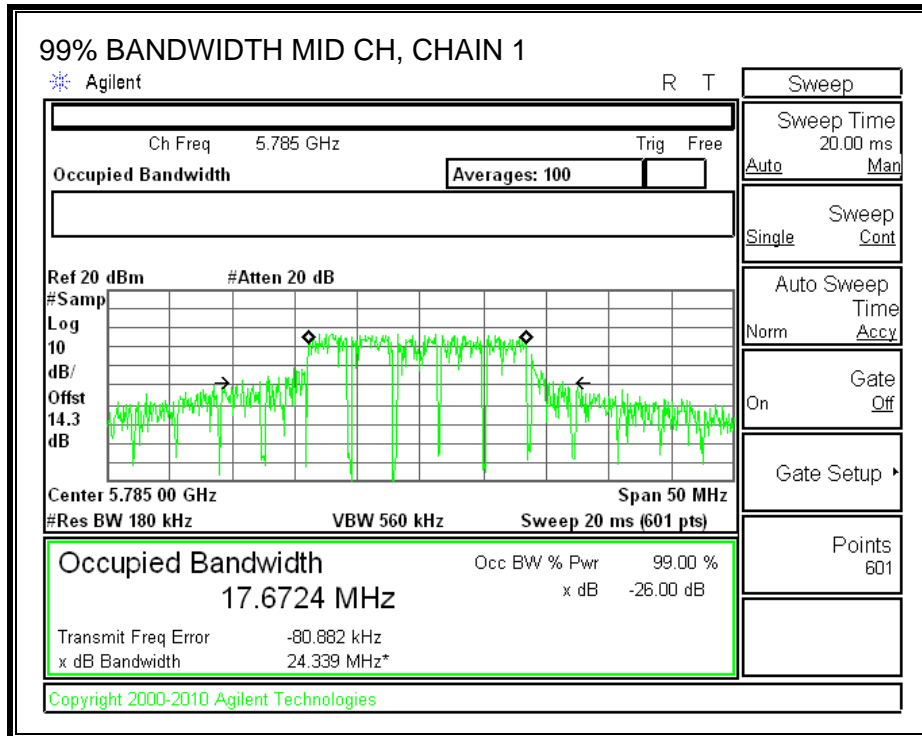 99% BANDWIDTH MID CH, CHAIN 1
Agilent R T
Ch Freq 5.785 GHz Trig Free
Occupied Bandwidth Averages: 100
Ref 20 dBm #Atten 20 dB
#Samp
Log
10
dB/
Offst
14.3
dB
Center 5.785 00 GHz Span 50 MHz
#Res BW 180 kHz VBW 560 kHz Sweep 20 ms (601 pts)
Occupied Bandwidth Occ BW % Pwr 99.00 %
17.6724 MHz x dB -26.00 dB
Transmit Freq Error -80.882 kHz
x dB Bandwidth 24.339 MHz*
Copyright 2000-2010 Agilent Technologies
Sweep
Sweep Time
20.00 ms
Auto Man
Sweep
Single Cont
Auto Sweep
Time
Norm Accy
Gate
On Off
Gate Setup
Points
601